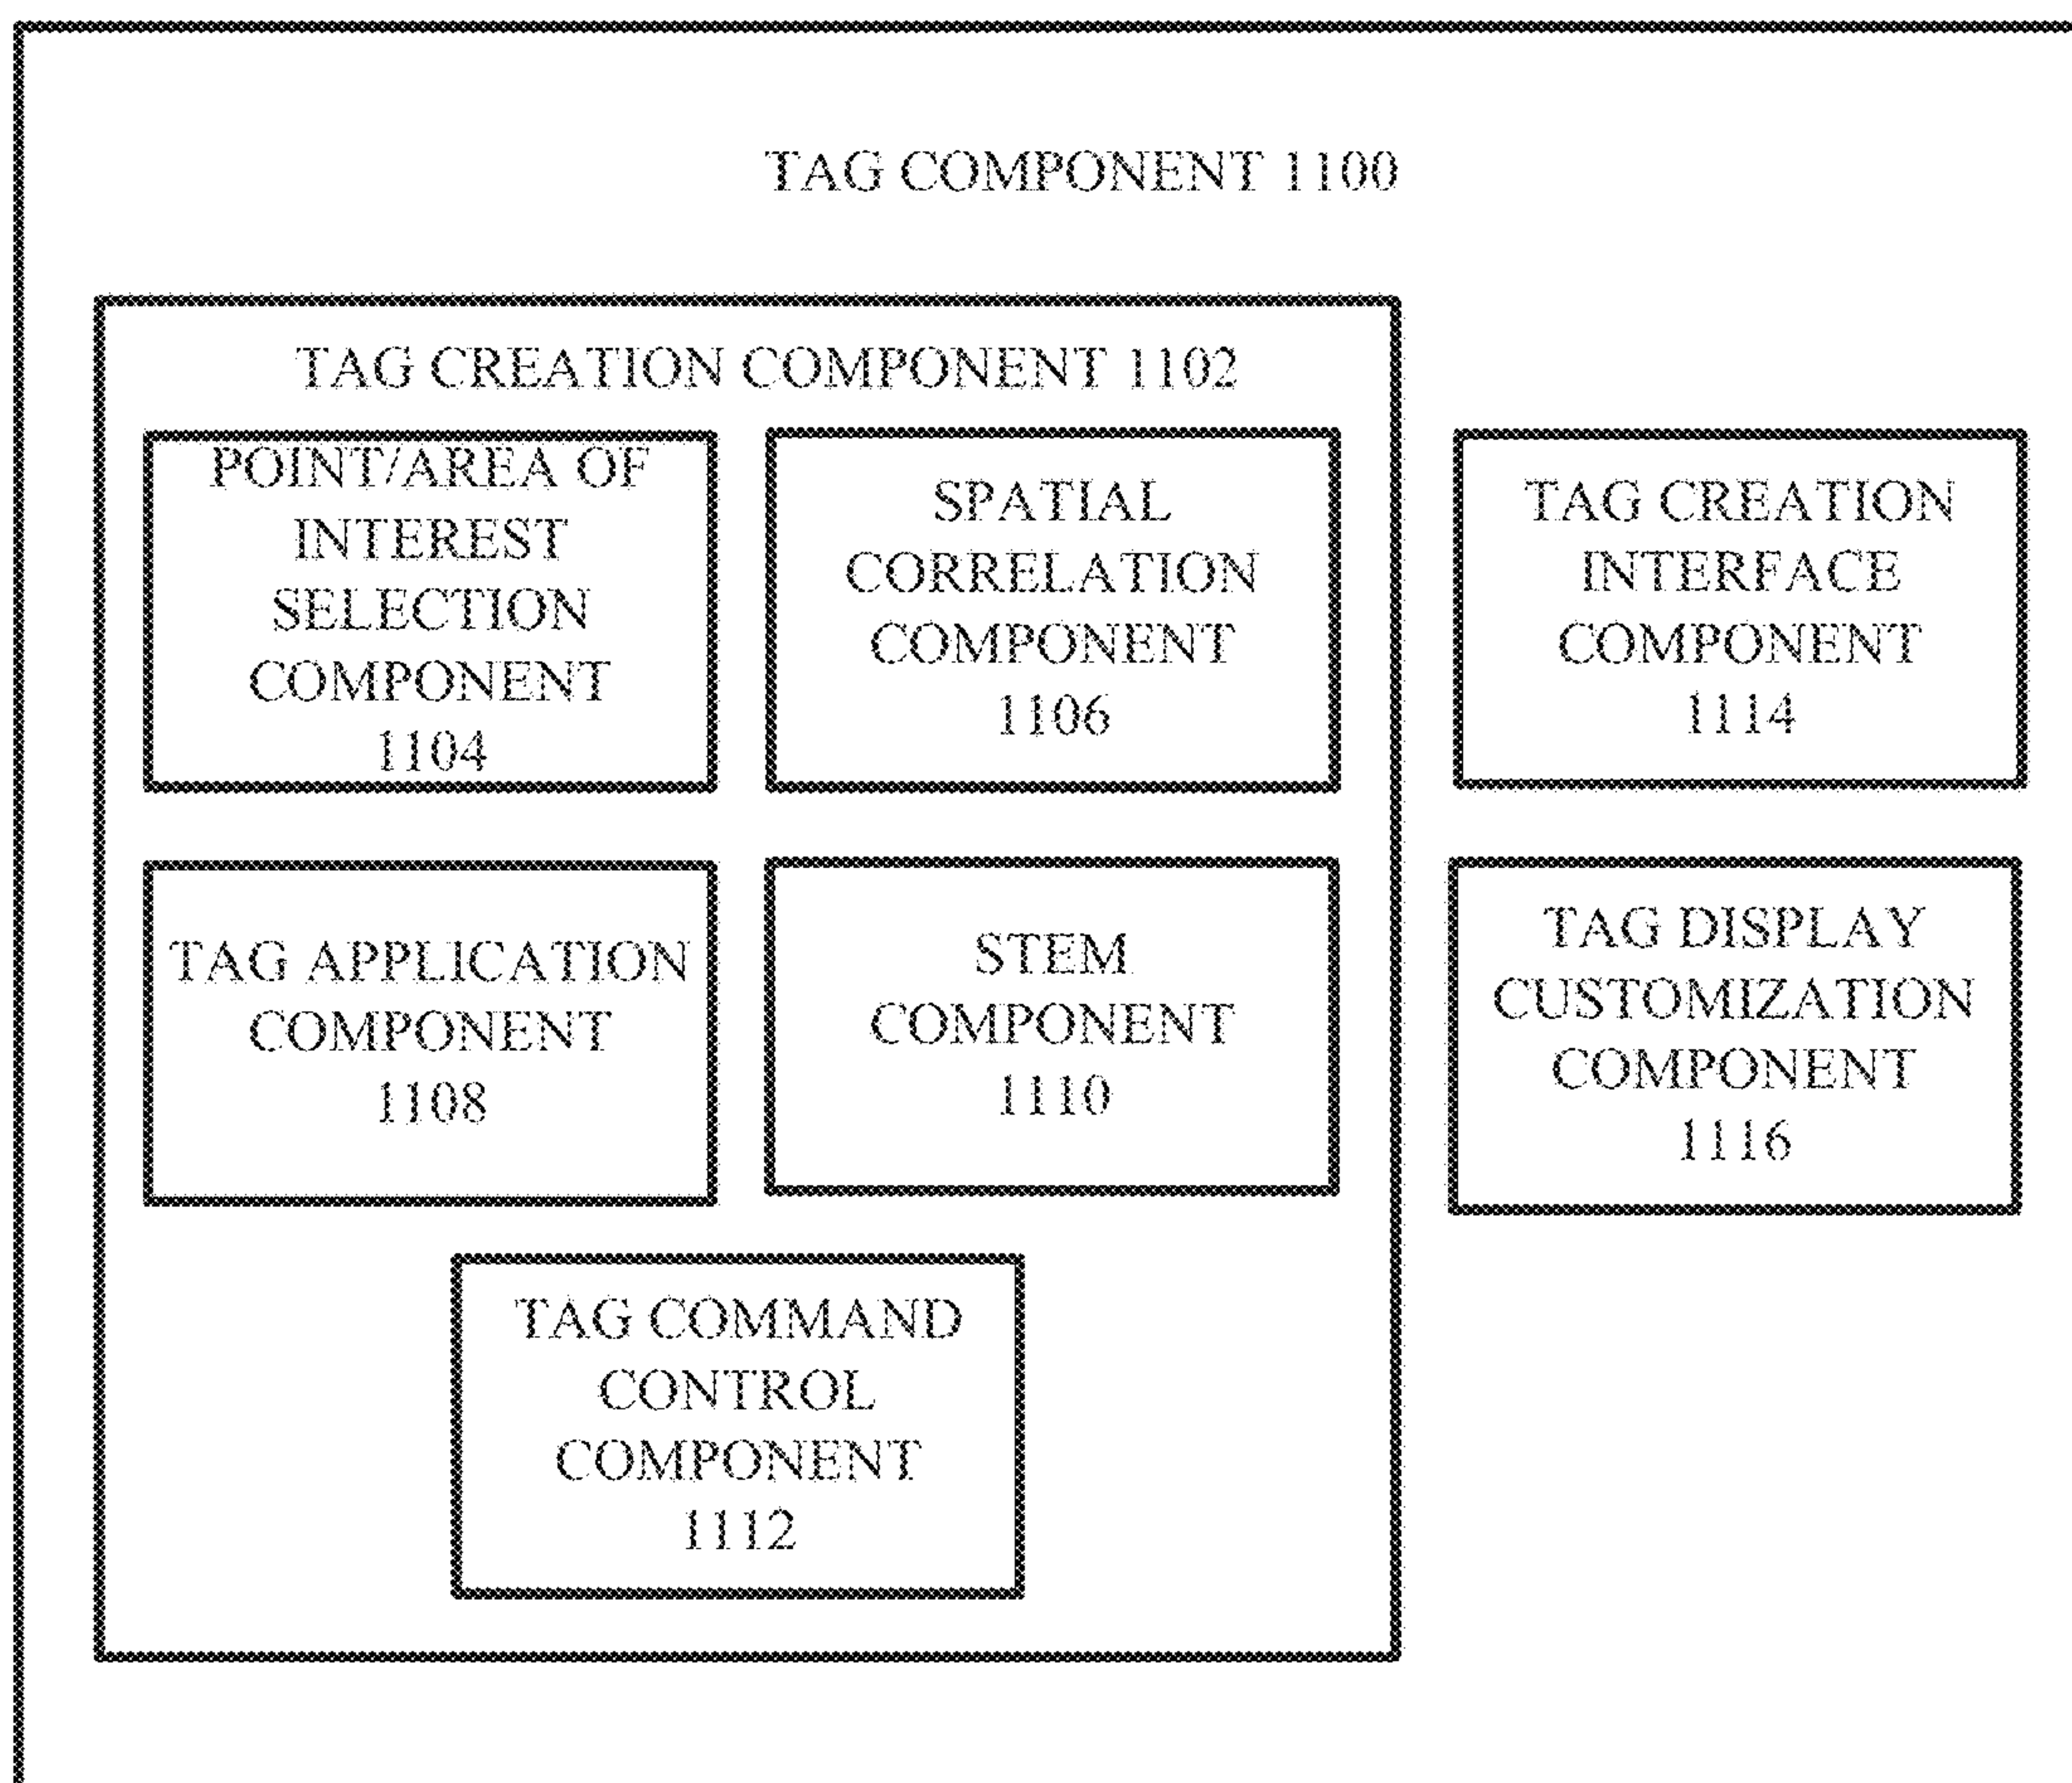 TAG COMPONENT 1100
TAG CREATION COMPONENT 1102
POINT/AREA OF
INTEREST
SELECTION
COMPONENT
1104
SPATIAL
CORRELATION
COMPONENT
1106
TAG CREATION
INTERFACE
COMPONENT
1114
TAG APPLICATION
COMPONENT
1108
STEM
COMPONENT
1110
TAG DISPLAY
CUSTOMIZATION
COMPONENT
1116
TAG COMMAND
CONTROL
COMPONENT
1112